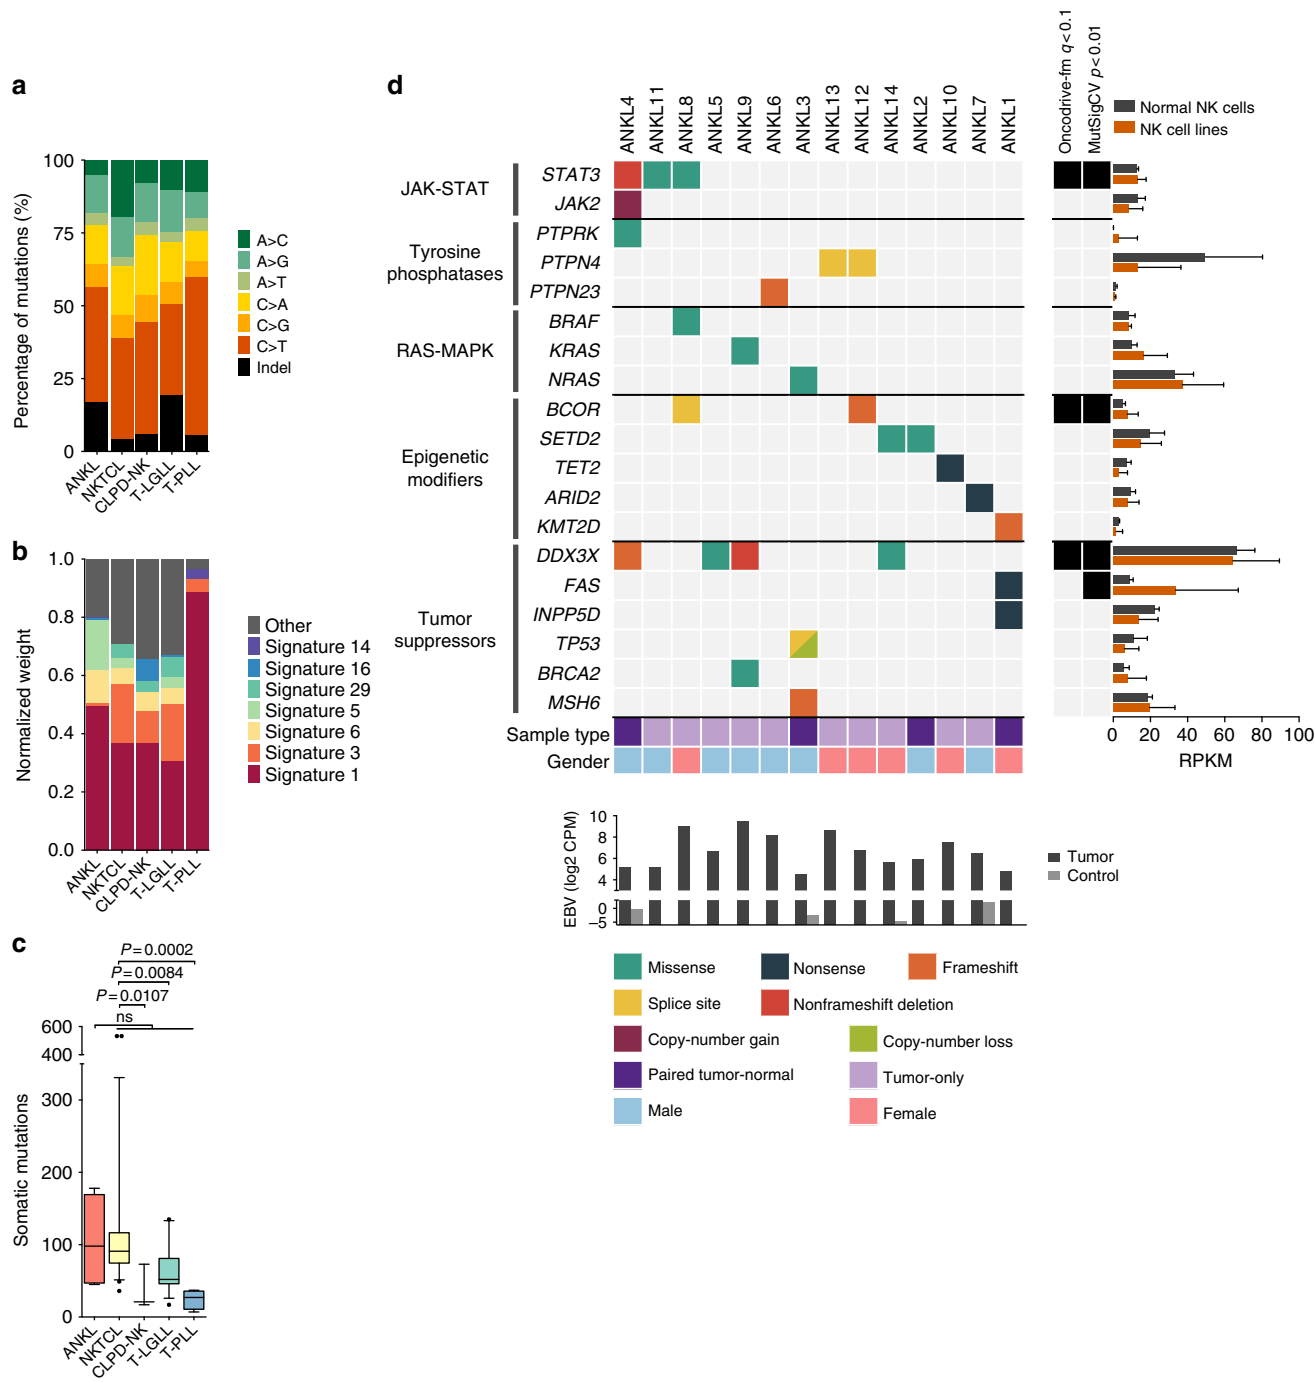 a
Percentage of mutations (%)
100
75
50
25
0
ANKL
NKTCL
CLPD-NK
T-LGLL
T-PLL
A>C
A>G
A>T
C>A
C>G
C>T
Indel
b
Normalized weight
1.0
0.8
0.6
0.4
0.2
0.0
ANKL
NKTCL
CLPD-NK
T-LGLL
T-PLL
Other
Signature 14
Signature 16
Signature 29
Signature 5
Signature 6
Signature 3
Signature 1
c
P=0.0002
P=0.0084
P=0.0107
ns
Somatic mutations
600
400
300
200
100
0
ANKL
NKTCL
CLPD-NK
T-LGLL
T-PLL
d
ANKL4
ANKL11
ANKL8
ANKL5
ANKL9
ANKL6
ANKL3
ANKL13
ANKL12
ANKL14
ANKL2
ANKL10
ANKL7
ANKL1
Oncodrive-fm q<0.1
MutSigCV p<0.01
Normal NK cells
NK cell lines
JAK-STAT
STAT3
JAK2
Tyrosine
phosphatases
PTPRK
PTPN4
PTPN23
RAS-MAPK
BRAF
KRAS
NRAS
Epigenetic
modifiers
BCOR
SETD2
TET2
ARID2
KMT2D
Tumor
suppressors
DDX3X
FAS
INPP5D
TP53
BRCA2
MSH6
Sample type
Gender
0 20 40 60 80 100
RPKM
EBV (log2 CPM)
10
8
6
4
0
−5
Tumor
Control
Missense
Nonsense
Frameshift
Splice site
Nonframeshift deletion
Copy-number gain
Copy-number loss
Paired tumor-normal
Tumor-only
Male
Female